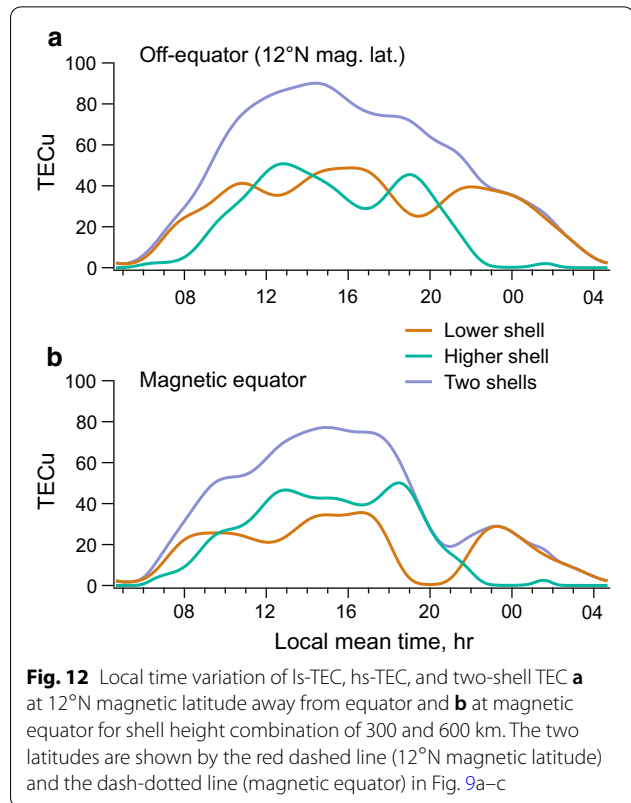 a
Off-equator (12°N mag. lat.)
100
80
60
40
20
0
TECu
08 12 16 20 00 04
Lower shell
Higher shell
Two shells
b
Magnetic equator
100
80
60
40
20
0
TECu
08 12 16 20 00 04
Local mean time, hr
Fig. 12 Local time variation of ls-TEC, hs-TEC, and two-shell TEC a
at 12°N magnetic latitude away from equator and b at magnetic
equator for shell height combination of 300 and 600 km. The two
latitudes are shown by the red dashed line (12°N magnetic latitude)
and the dash-dotted line (magnetic equator) in Fig. 9a–c